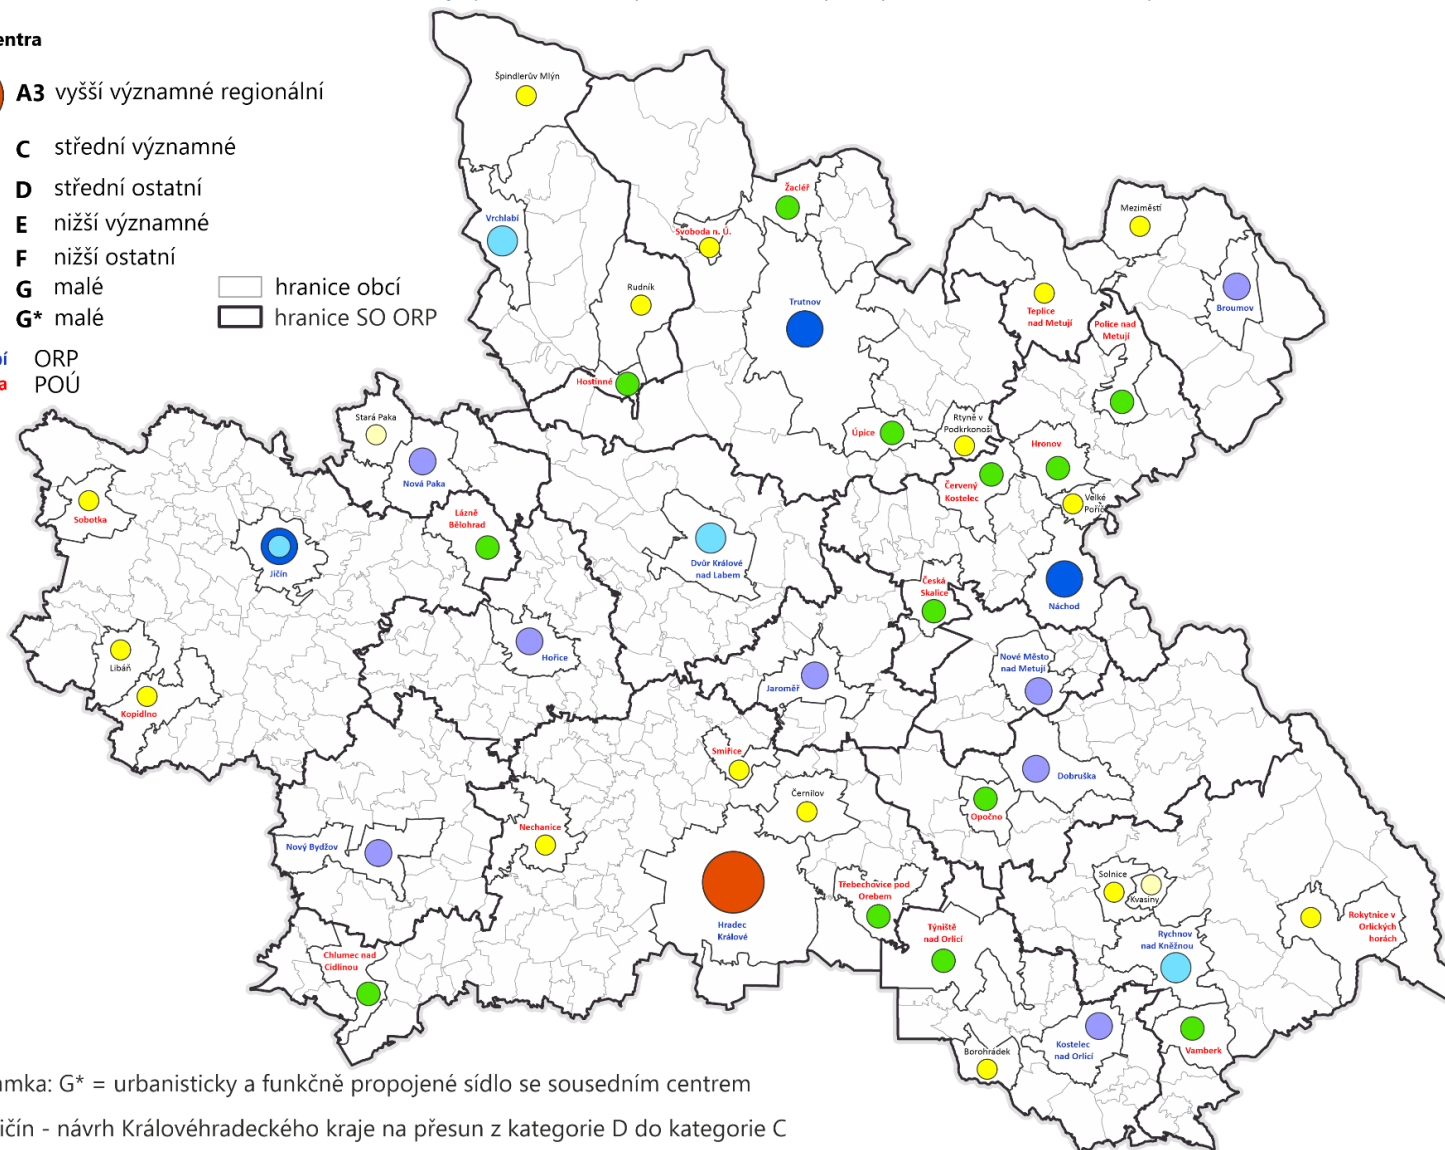 entra
A3 vyšší významné regionální
C střední významné
D střední ostatní
E nižší významné
F nižší ostatní
G malé
G* malé
hranice obcí
hranice SO ORP
ORP
POÚ
Špindlerův Mlýn
Žacléř
Vrchlabí
Svoboda n. Ú.
Meziměstí
Rudník
Trutnov
Teplice
nad Metují
Broumov
Police nad
Metují
Hostinné
Stará Paka
Nová Paka
Úpice
Rtyně v
Podkrkonoší
Hronov
Červený
Kostelec
Velké
Poříčí
Sobotka
Lázně
Bělohrad
Jičín
Dvůr Králové
nad Labem
Česká
Skalice
Náchod
Libáň
Kopidlno
Hořice
Jaroměř
Nové Město
nad Metují
Smiřice
Dobruška
Černilov
Opočno
Nechanice
Nový Bydžov
Hradec
Králové
Třebechovice pod
Orebem
Solnice
Kvasiny
Týniště
nad Orlicí
Rychnov
nad Kněžnou
Rokytnice v
Orlických
horách
Chlumec nad
Cidlinou
Kostelec
nad Orlicí
Vamberk
Borohrádek
amka: G* = urbanisticky a funkčně propojené sídlo se sousedním centrem
ičín - návrh Královéhradeckého kraje na přesun z kategorie D do kategorie C